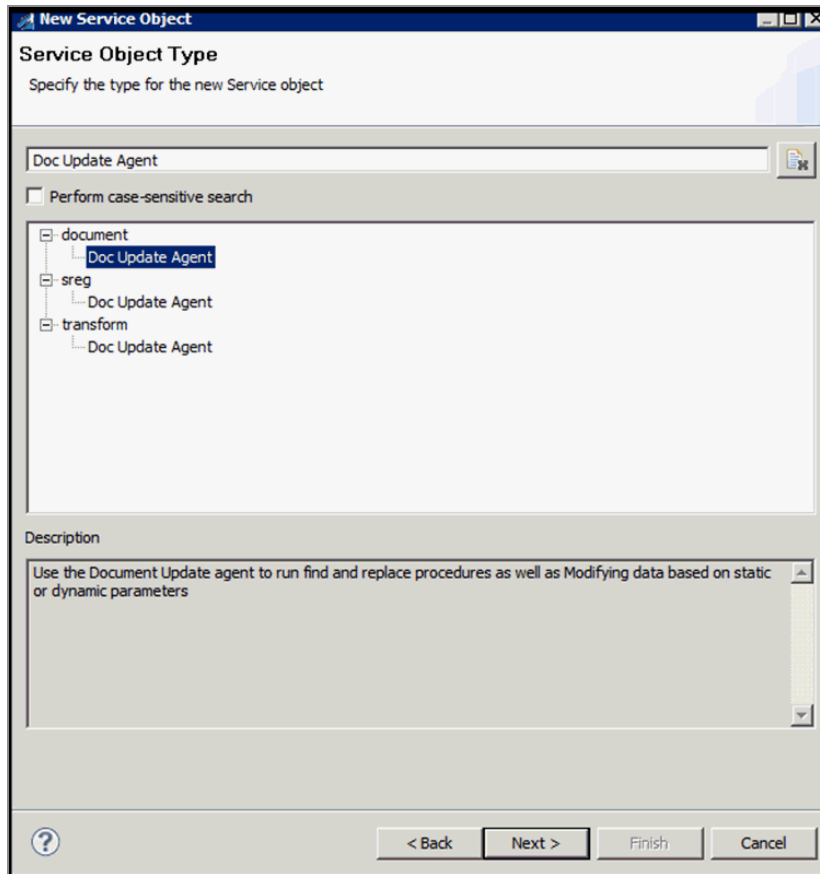 New Service Object
Service Object Type
Specify the type for the new Service object
Doc Update Agent
Perform case-sensitive search
document
Doc Update Agent
sreg
Doc Update Agent
transform
Doc Update Agent
Description
Use the Document Update agent to run find and replace procedures as well as Modifying data based on static
or dynamic parameters
? < Back Next > Finish Cancel